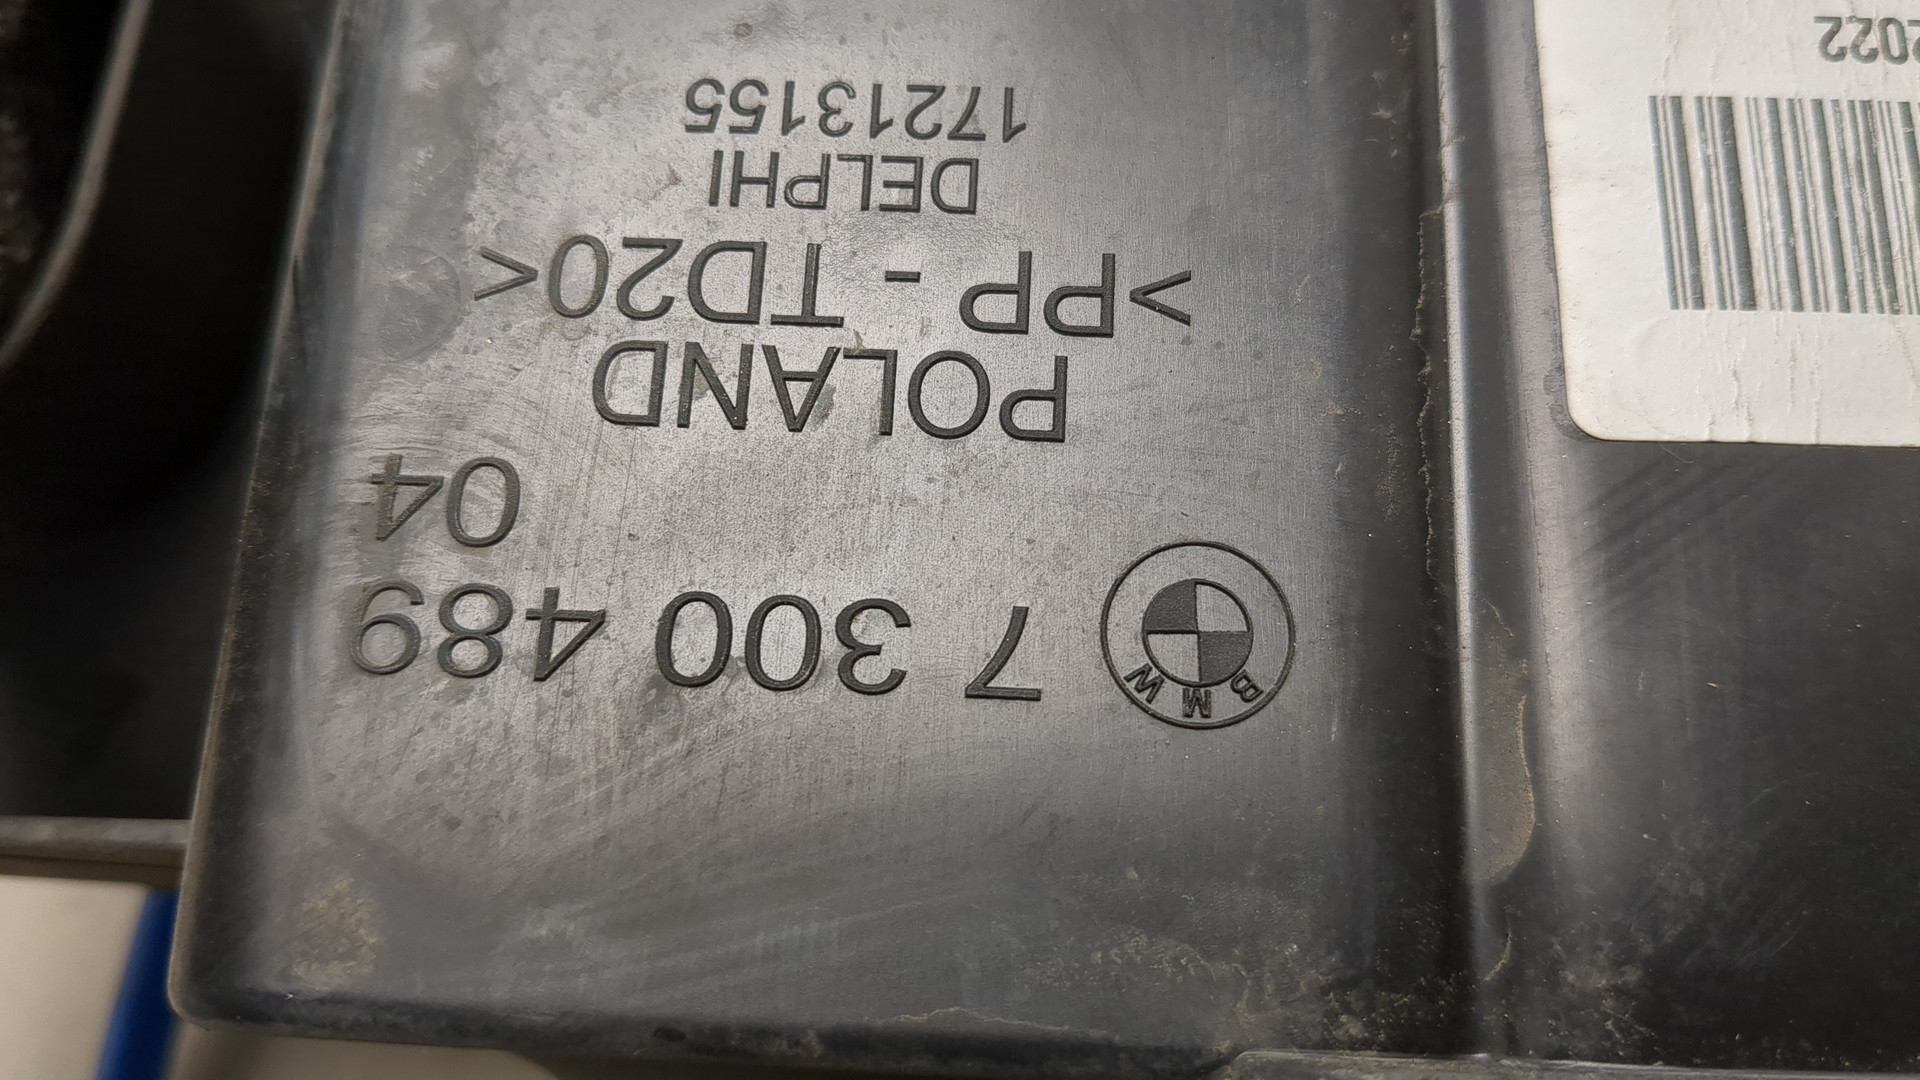 BMW
7 300 489
04
POLAND
>PP - TD20<
DELPHI
17213155
2022